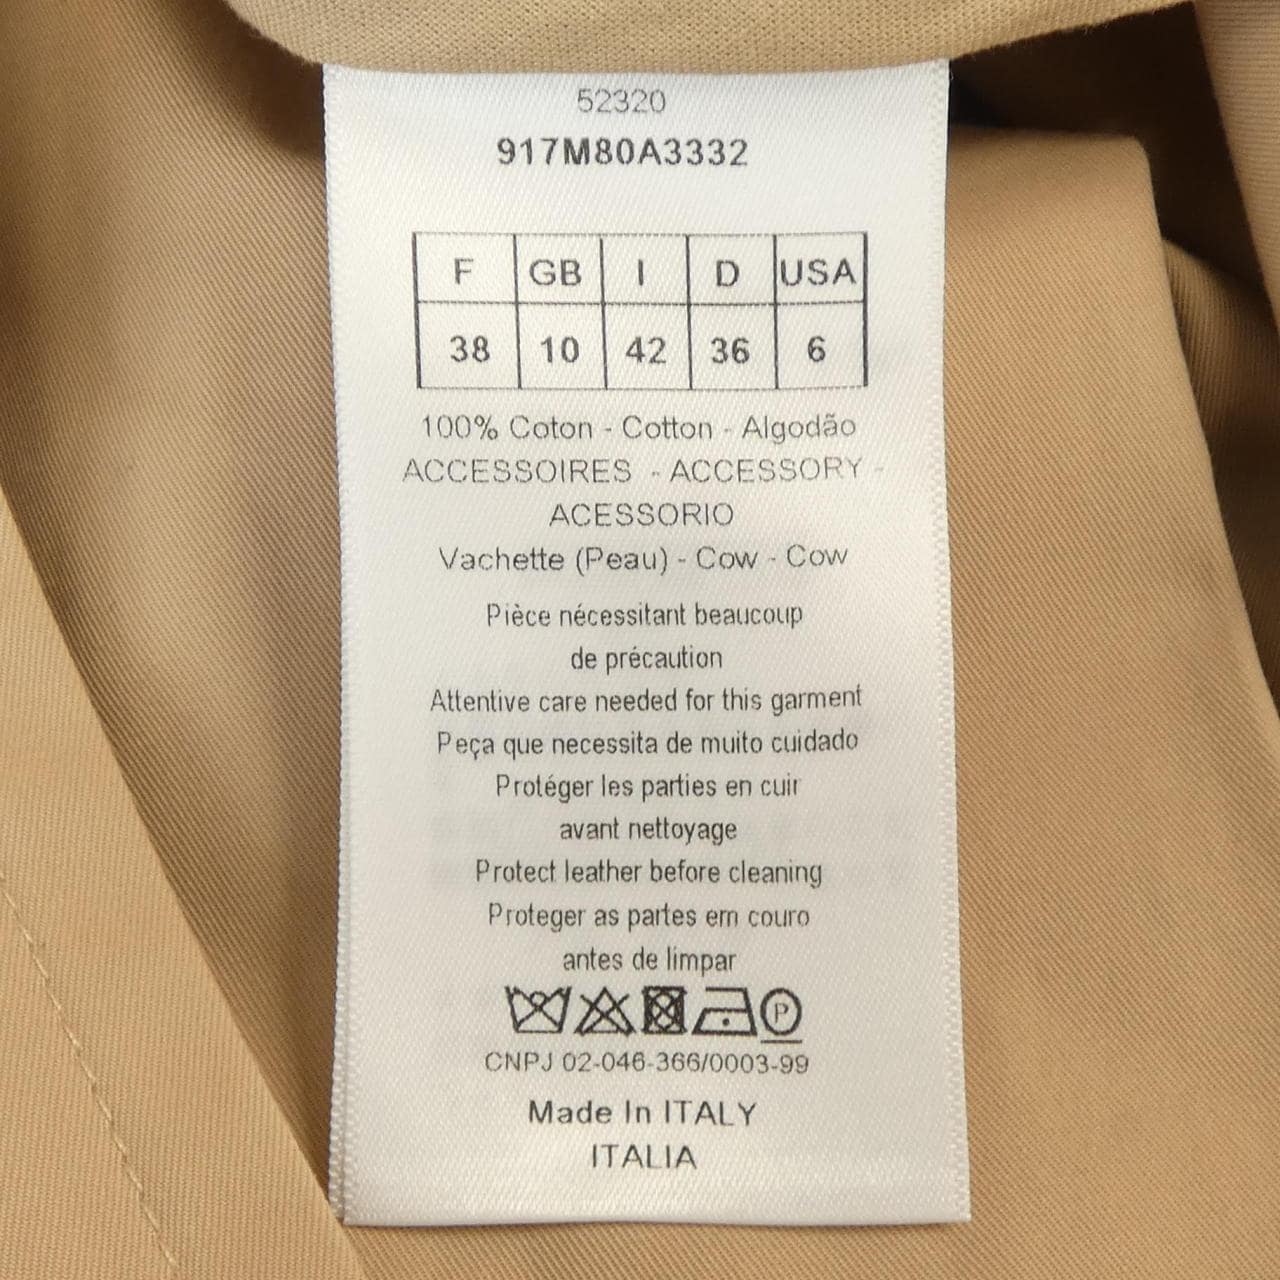 52320
917M80A3332
F GB I D USA
38 10 42 36 6
100% Coton - Cotton - Algodão
ACCESSOIRES - ACCESSORY -
ACESSORIO
Vachette (Peau) - Cow - Cow
Pièce nécessitant beaucoup
de précaution
Attentive care needed for this garment
Peça que necessita de muito cuidado
Protéger les parties en cuir
avant nettoyage
Protect leather before cleaning
Proteger as partes em couro
antes de limpar
P
CNPJ 02-046-366/0003-99
Made In ITALY
ITALIA